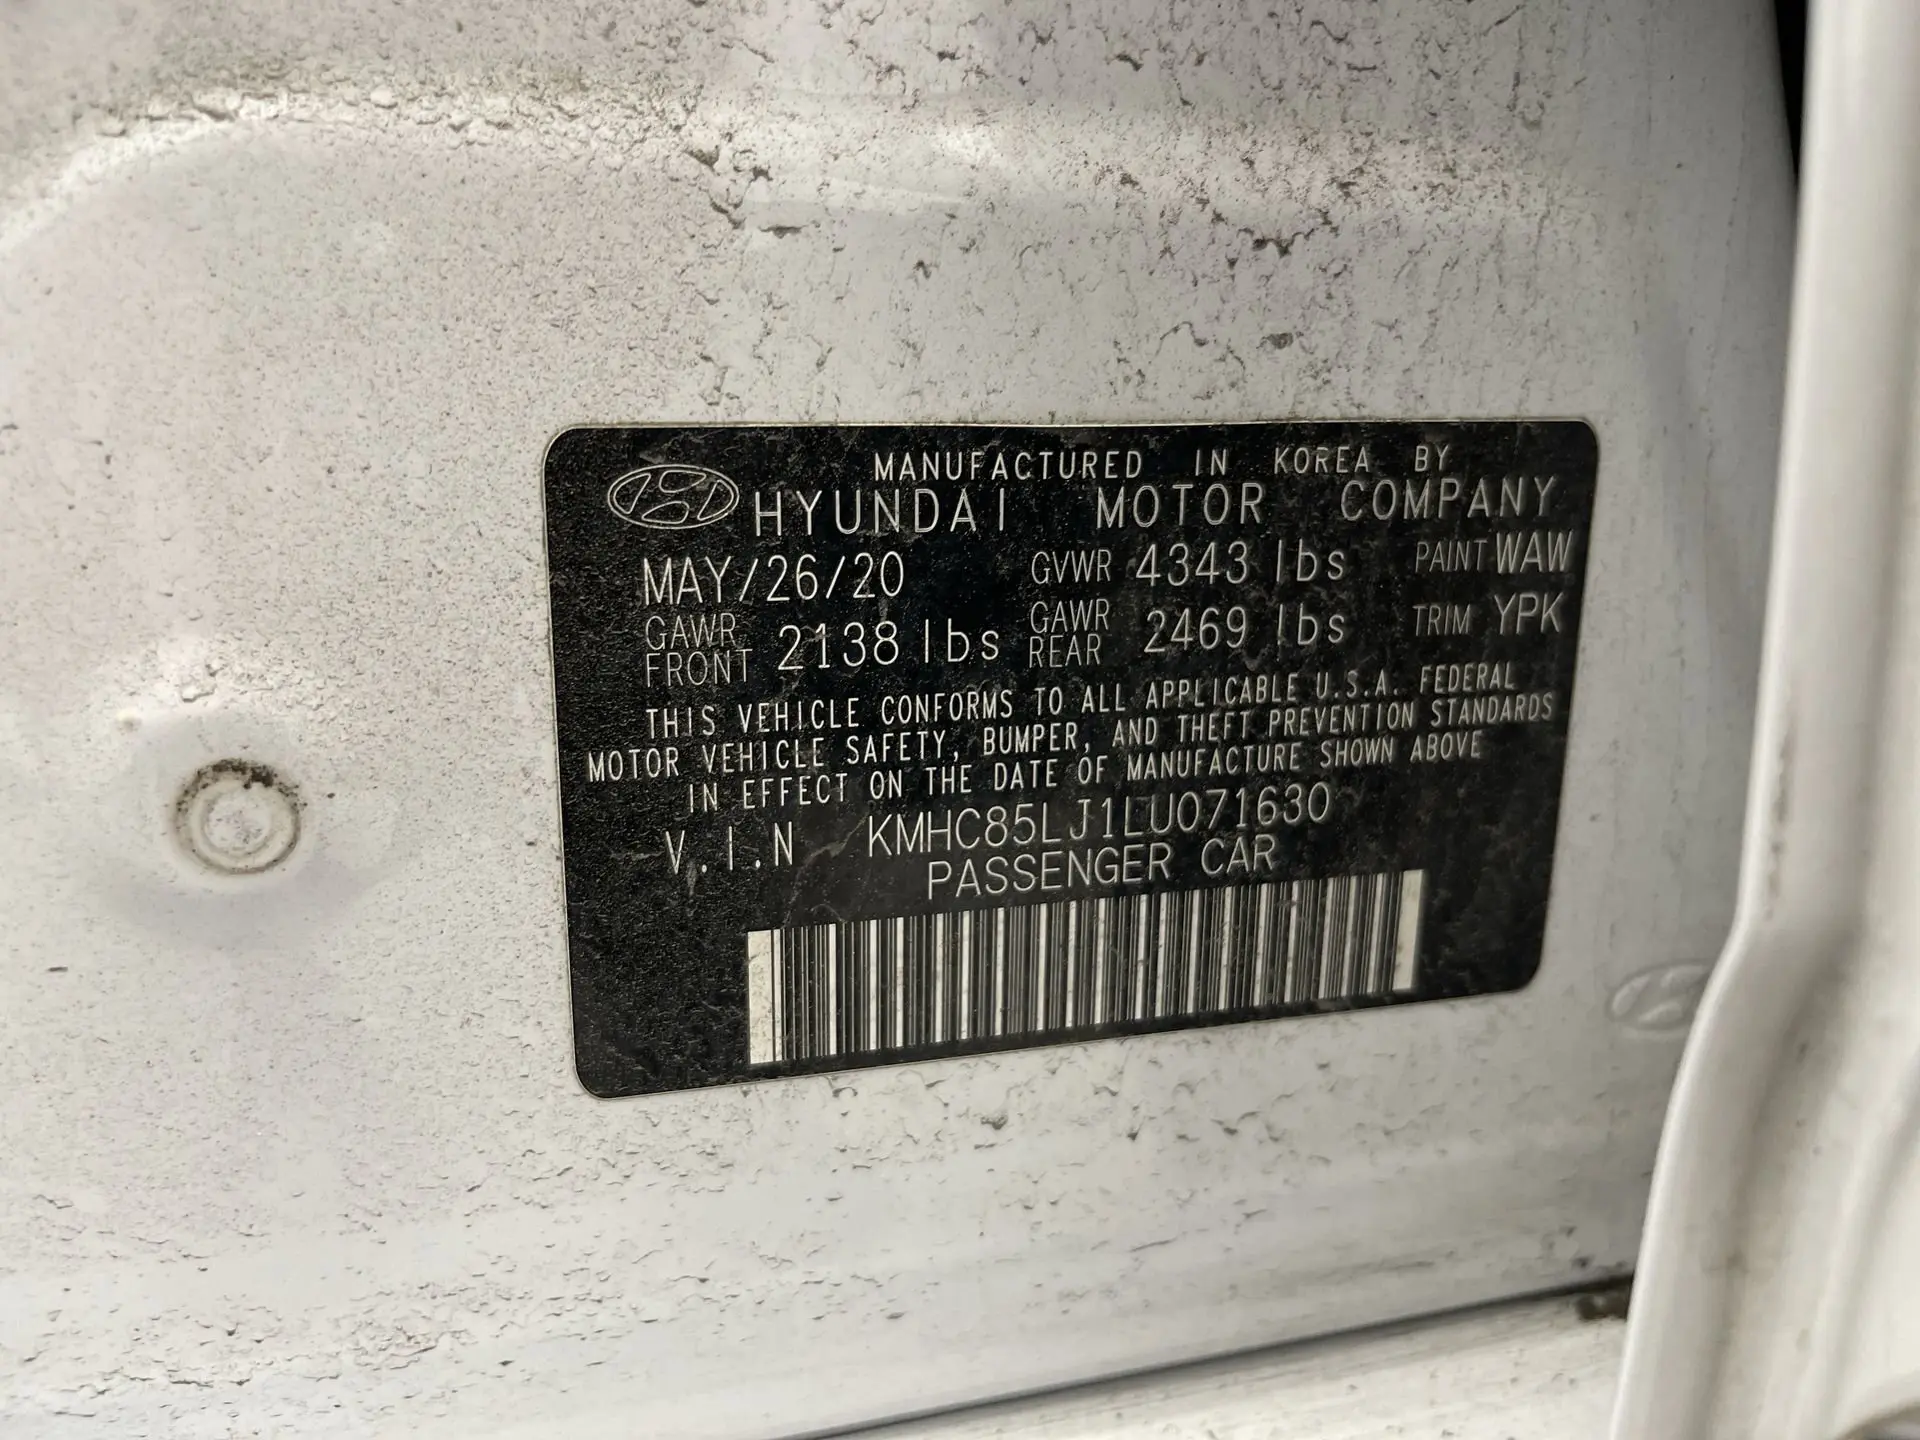 MANUFACTURED IN KOREA BY
HYUNDAI MOTOR COMPANY
MAY/26/20 GVWR 4343 lbs PAINT WAW
GAWR FRONT 2138 lbs GAWR REAR 2469 lbs TRIM YPK
THIS VEHICLE CONFORMS TO ALL APPLICABLE U.S.A. FEDERAL
MOTOR VEHICLE SAFETY, BUMPER, AND THEFT PREVENTION STANDARDS
IN EFFECT ON THE DATE OF MANUFACTURE SHOWN ABOVE
V.I.N KMHC85LJ1LU071630
PASSENGER CAR